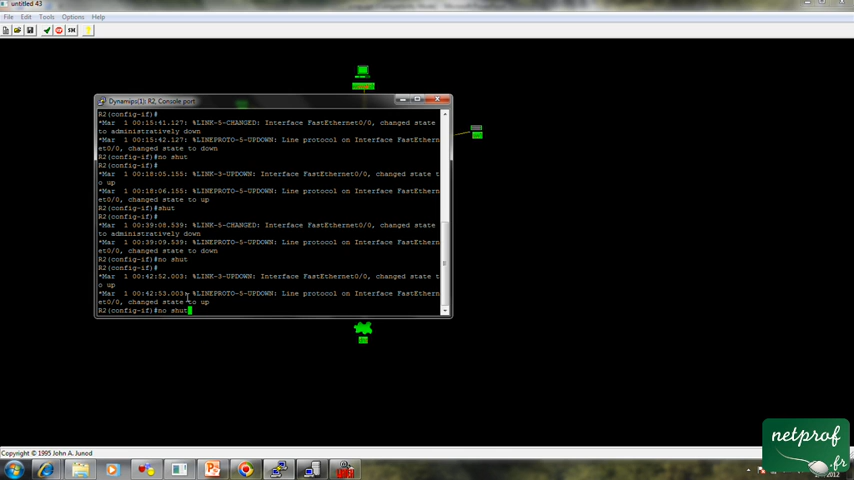 untitled 43
File Edit Tools Options Help
SH
Dynamips(1): R2, Console port
R2(config-if)#
*Mar  1 00:15:41.127: %LINK-5-CHANGED: Interface FastEthernet0/0, changed state
to administratively down
*Mar  1 00:15:42.127: %LINEPROTO-5-UPDOWN: Line protocol on Interface FastEthern
et0/0, changed state to down
R2(config-if)#no shut
R2(config-if)#
*Mar  1 00:18:05.155: %LINK-3-UPDOWN: Interface FastEthernet0/0, changed state t
o up
*Mar  1 00:18:06.155: %LINEPROTO-5-UPDOWN: Line protocol on Interface FastEthern
et0/0, changed state to up
R2(config-if)#shut
R2(config-if)#
*Mar  1 00:39:08.539: %LINK-5-CHANGED: Interface FastEthernet0/0, changed state
to administratively down
*Mar  1 00:39:09.539: %LINEPROTO-5-UPDOWN: Line protocol on Interface FastEthern
et0/0, changed state to down
R2(config-if)#no shut
R2(config-if)#
*Mar  1 00:42:52.003: %LINK-3-UPDOWN: Interface FastEthernet0/0, changed state t
o up
*Mar  1 00:42:53.003: %LINEPROTO-5-UPDOWN: Line protocol on Interface FastEthern
et0/0, changed state to up
R2(config-if)#no shut
Copyright © 1995 John A. Junod
netprof
.fr